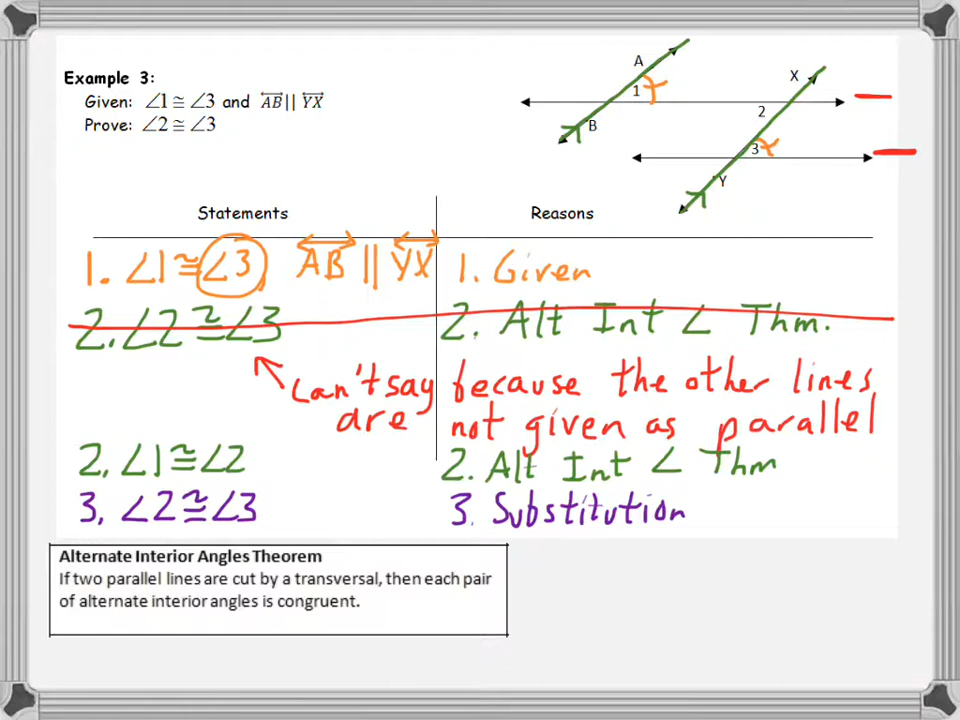 Example 3:
Given: ∠1 ≅ ∠3 and AB || YX
Prove: ∠2 ≅ ∠3
A
1
B
X
2
3
Y
Statements
Reasons
1. ∠1 ≅ ∠3 AB || YX
1. Given
2. ∠2 ≅ ∠3
2. Alt Int ∠ Thm.
can't say because the other lines
are not given as parallel
2. ∠1 ≅ ∠2
2. Alt Int ∠ Thm
3. ∠2 ≅ ∠3
3. Substitution
Alternate Interior Angles Theorem
If two parallel lines are cut by a transversal, then each pair
of alternate interior angles is congruent.